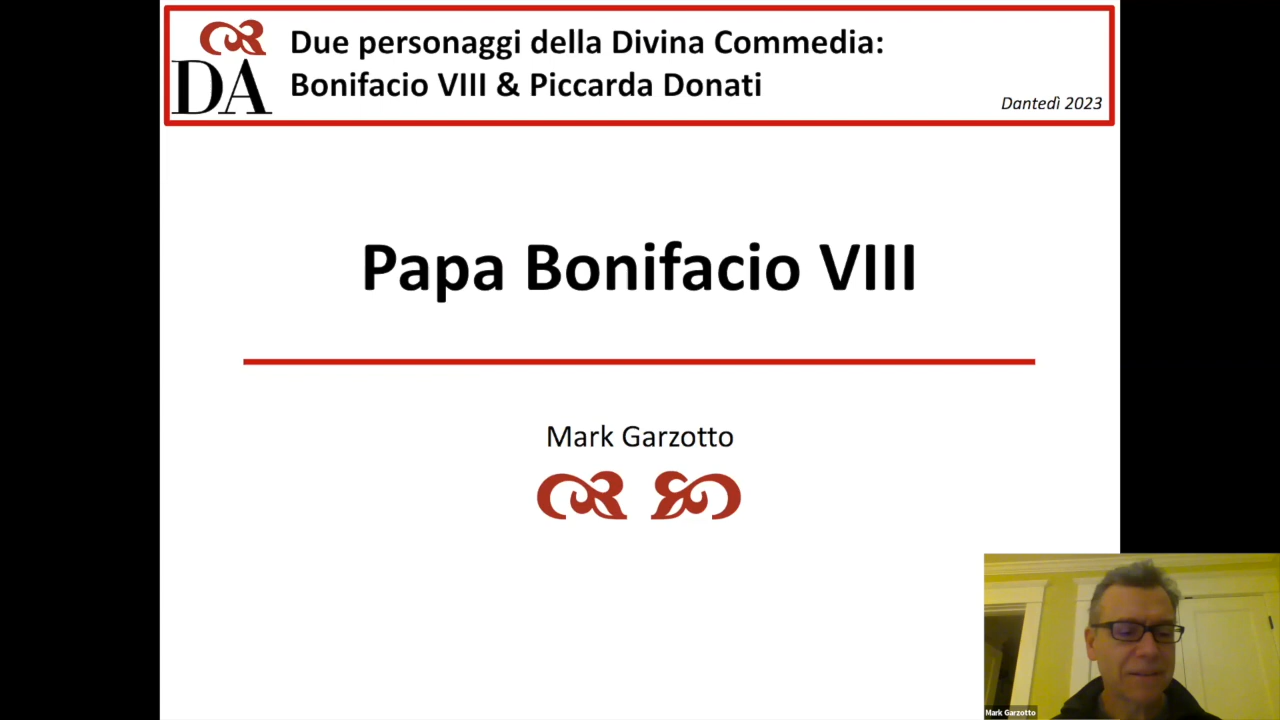 DA
Due personaggi della Divina Commedia:
Bonifacio VIII & Piccarda Donati
Dantedì 2023
Papa Bonifacio VIII
Mark Garzotto
Mark Garzotto